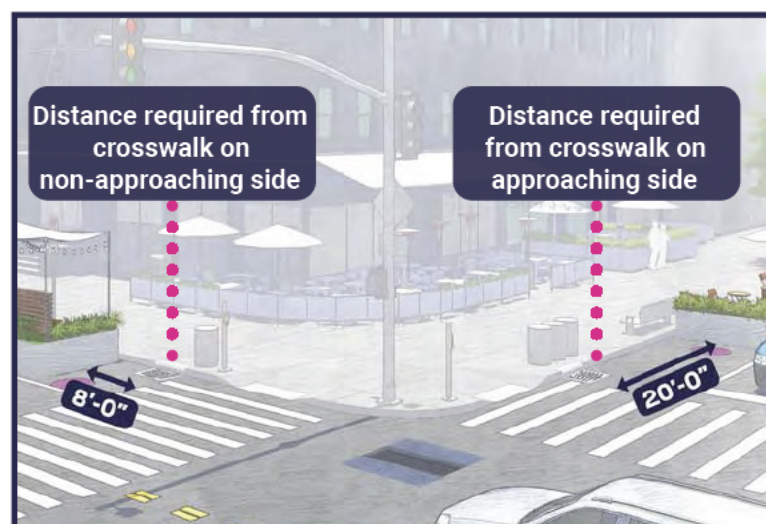 Distance required from
crosswalk on
non-approaching side
Distance required
from crosswalk on
approaching side
8'-0"
20'-0"